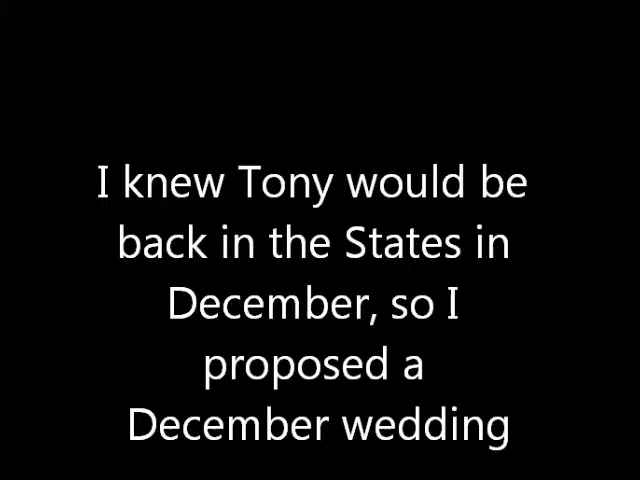 I knew Tony would be
back in the States in
December, so I
proposed a
December wedding